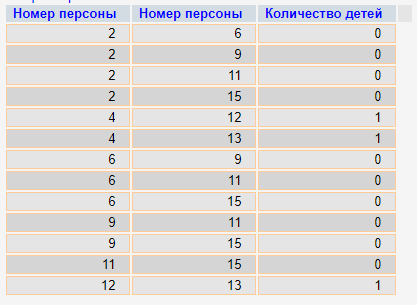 Номер персоны Номер персоны Количество детей
2 6 0
2 9 0
2 11 0
2 15 0
4 12 1
4 13 1
6 9 0
6 11 0
6 15 0
9 11 0
9 15 0
11 15 0
12 13 1